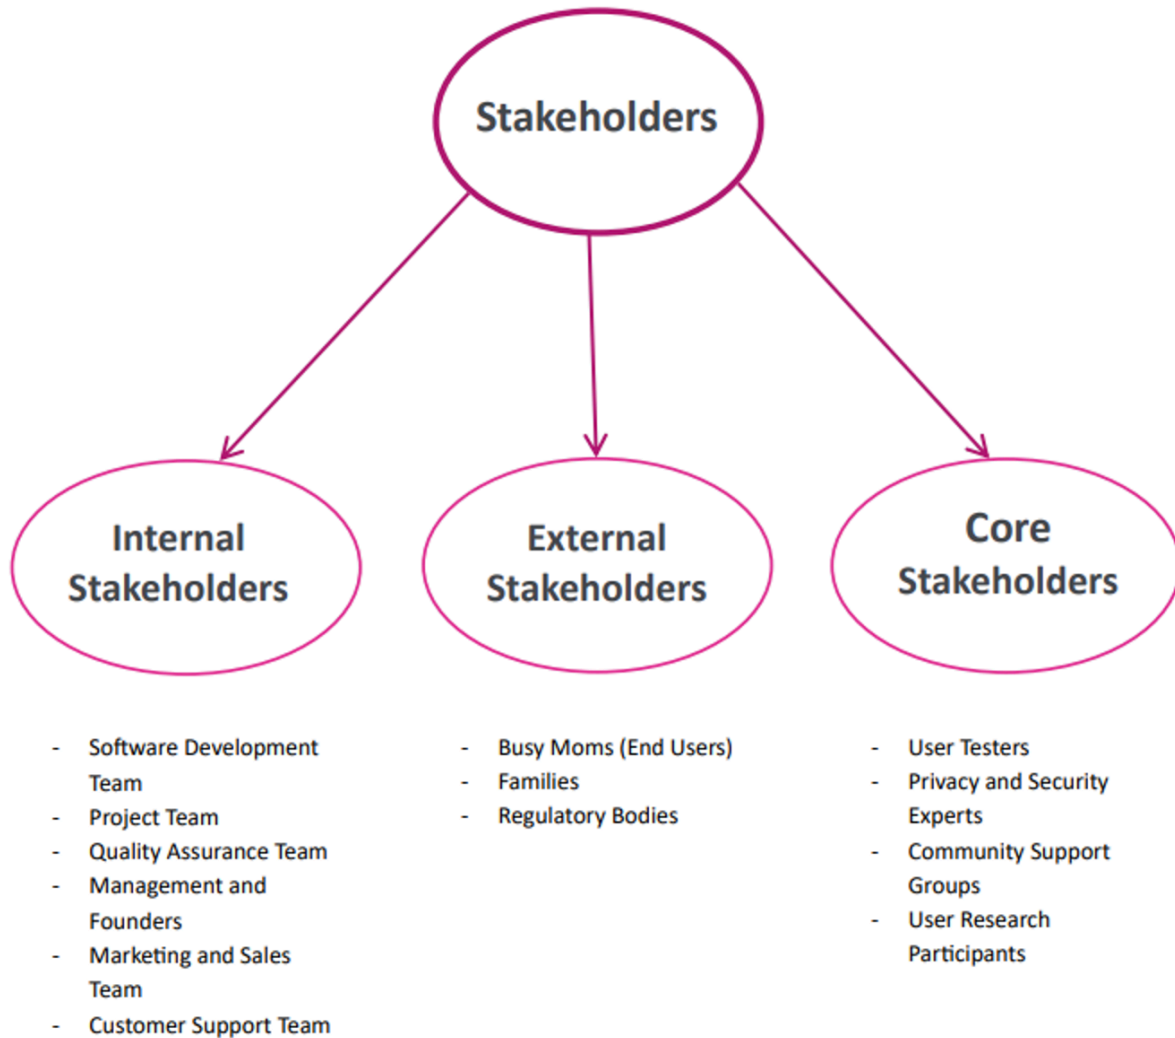 Stakeholders
Internal
Stakeholders
External
Stakeholders
Core
Stakeholders
- Software Development
Team
- Project Team
- Quality Assurance Team
- Management and
Founders
- Marketing and Sales
Team
- Customer Support Team
- Busy Moms (End Users)
- Families
- Regulatory Bodies
- User Testers
- Privacy and Security
Experts
- Community Support
Groups
- User Research
Participants